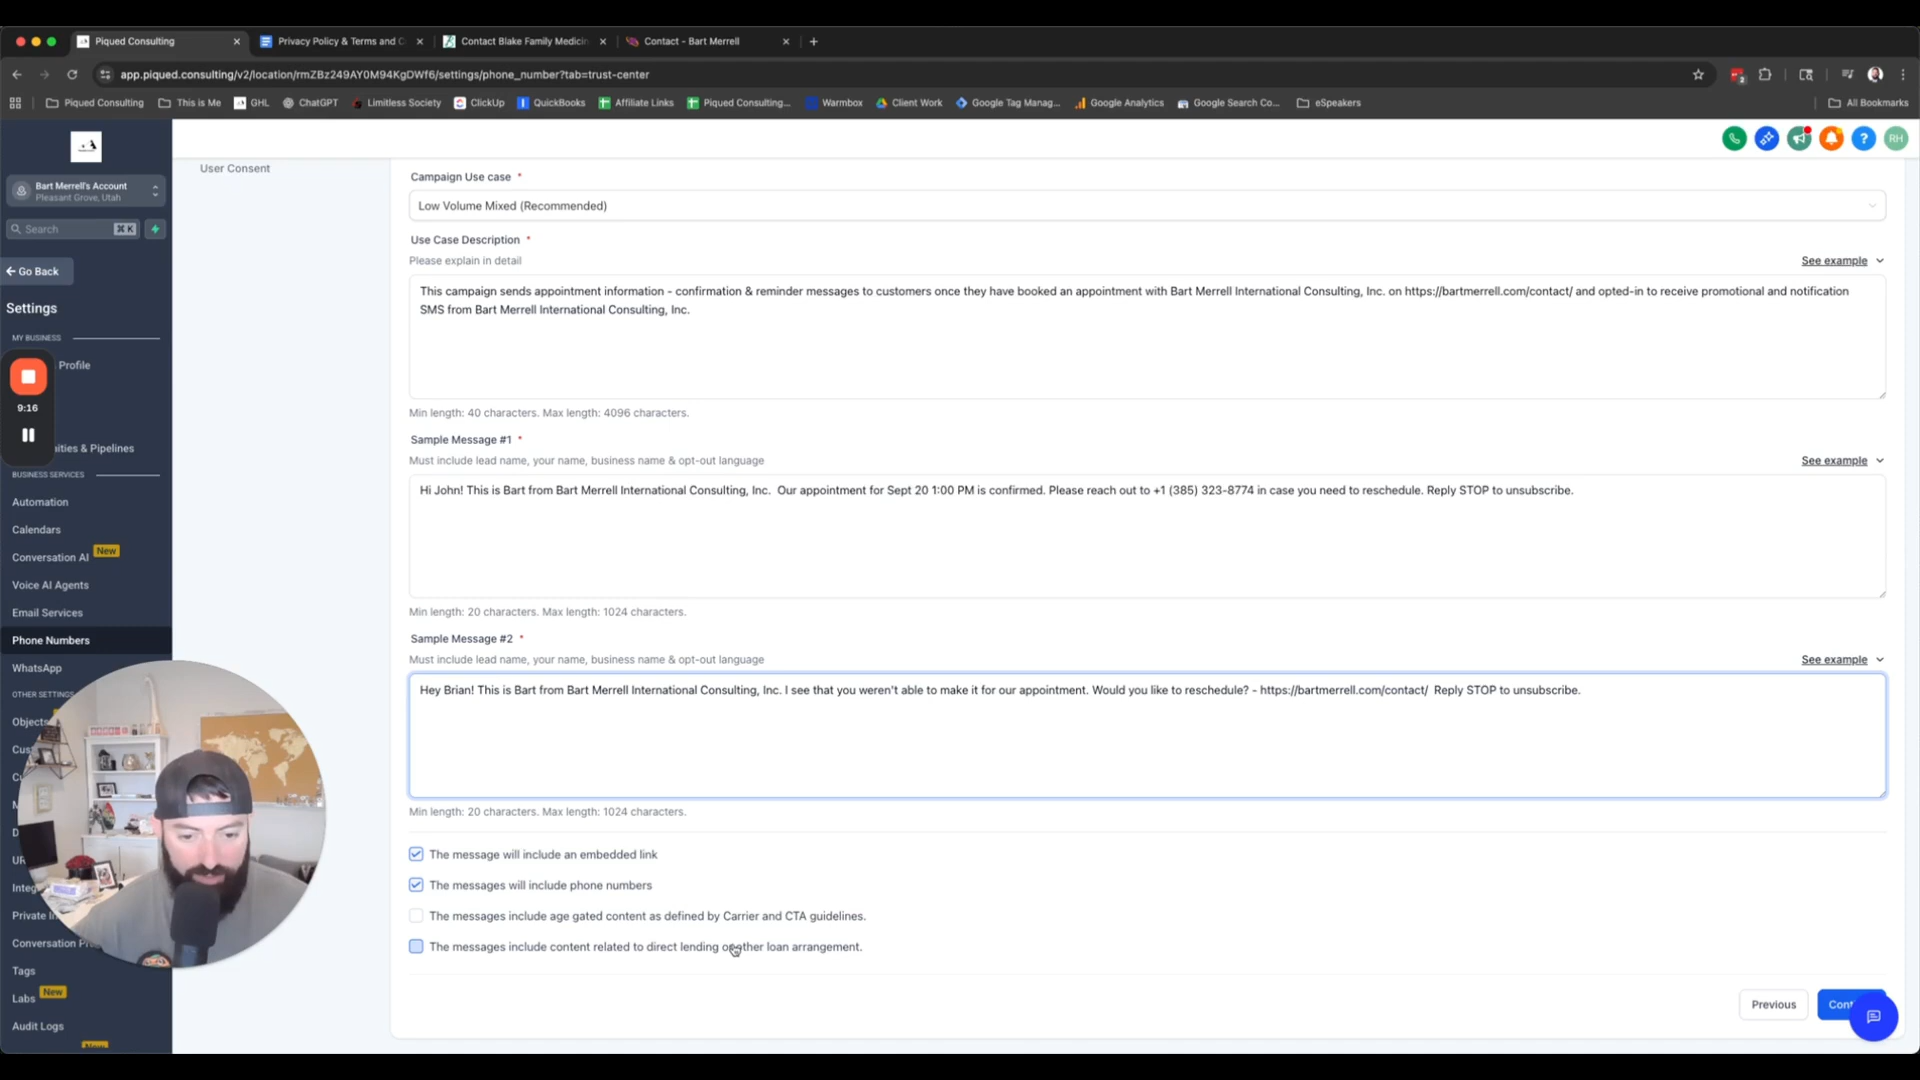 Piqued Consulting
Privacy Policy & Terms and C
Contact Blake Family Medicin
Contact - Bart Merrell
app.piqued.consulting/v2/location/rmZBz249AY0M94KgDWf6/settings/phone_number?tab=trust-center
Piqued Consulting
This is Me
GHL
ChatGPT
Limitless Society
ClickUp
QuickBooks
Affiliate Links
Piqued Consulting...
Warmbox
Client Work
Google Tag Manag...
Google Analytics
Google Search Co...
eSpeakers
All Bookmarks
RH
Bart Merrell's Account
Pleasant Grove, Utah
Search
⌘ K
Go Back
Settings
MY BUSINESS
Profile
9:16
ities & Pipelines
BUSINESS SERVICES
Automation
Calendars
Conversation AI New
Voice AI Agents
Email Services
Phone Numbers
WhatsApp
OTHER SETTINGS
Objects
Cus
C
M
D
UR
Integ
Private In
Conversation Pr
Tags
Labs New
Audit Logs
New
User Consent
Campaign Use case *
Low Volume Mixed (Recommended)
Use Case Description *
Please explain in detail
See example
This campaign sends appointment information - confirmation & reminder messages to customers once they have booked an appointment with Bart Merrell International Consulting, Inc. on https://bartmerrell.com/contact/ and opted-in to receive promotional and notification
SMS from Bart Merrell International Consulting, Inc.
Min length: 40 characters. Max length: 4096 characters.
Sample Message #1 *
Must include lead name, your name, business name & opt-out language
See example
Hi John! This is Bart from Bart Merrell International Consulting, Inc. Our appointment for Sept 20 1:00 PM is confirmed. Please reach out to +1 (385) 323-8774 in case you need to reschedule. Reply STOP to unsubscribe.
Min length: 20 characters. Max length: 1024 characters.
Sample Message #2 *
Must include lead name, your name, business name & opt-out language
See example
Hey Brian! This is Bart from Bart Merrell International Consulting, Inc. I see that you weren't able to make it for our appointment. Would you like to reschedule? - https://bartmerrell.com/contact/ Reply STOP to unsubscribe.
Min length: 20 characters. Max length: 1024 characters.
The message will include an embedded link
The messages will include phone numbers
The messages include age gated content as defined by Carrier and CTA guidelines.
The messages include content related to direct lending or other loan arrangement.
Previous
Cont